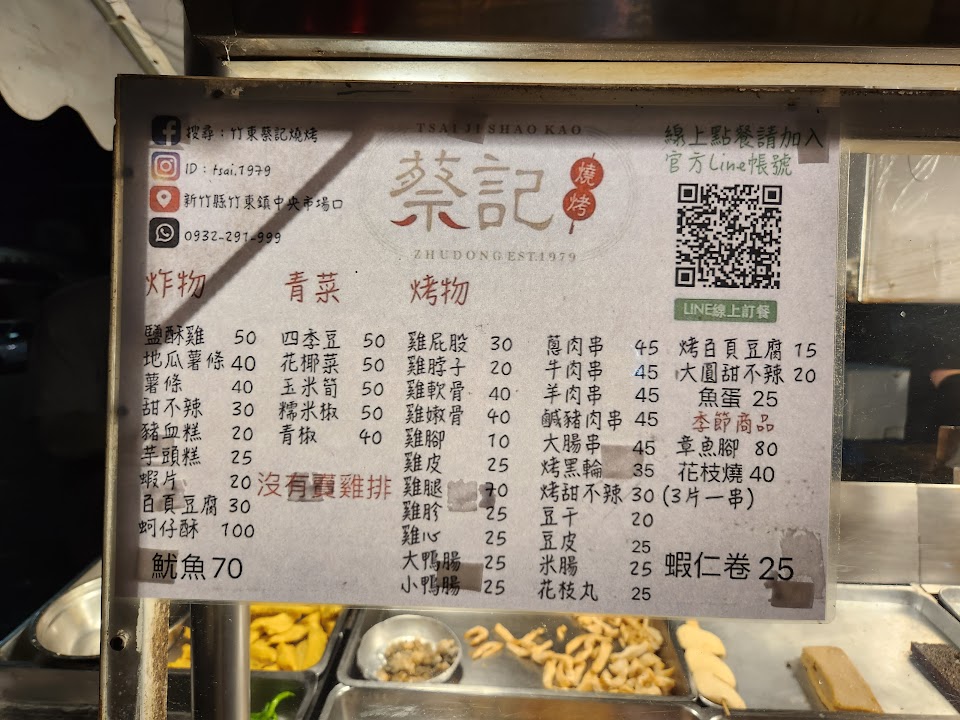 搜尋：竹東蔡記燒烤
ID：tsai.1979
新竹縣竹東鎮中央市場口
0932-291-999
TSAI JI SHAO KAO
蔡記
燒烤
ZHUDONG EST.1979
線上點餐請加入
官方Line帳號
LINE線上訂餐
炸物
鹽酥雞 50
地瓜薯條 40
薯條 40
甜不辣 30
豬血糕 20
芋頭糕 25
蝦片 20
百頁豆腐 30
蚵仔酥 100
魷魚 70
青菜
四季豆 50
花椰菜 50
玉米筍 50
糯米椒 50
青椒 40
沒有賣雞排
烤物
雞屁股 30
雞脖子 20
雞軟骨 40
雞嫩骨 40
雞腳 10
雞皮 25
雞腿 70
雞胗 25
雞心 25
大鴨腸 25
小鴨腸 25
蔥肉串 45
牛肉串 45
羊肉串 45
鹹豬肉串 45
大腸串 45
烤黑輪 35
烤甜不辣 30
豆干 20
豆皮 25
米腸 25
花枝丸 25
烤百頁豆腐 15
大圓甜不辣 20
魚蛋 25
季節商品
章魚腳 80
花枝燒 40
(3片一串)
蝦仁卷 25